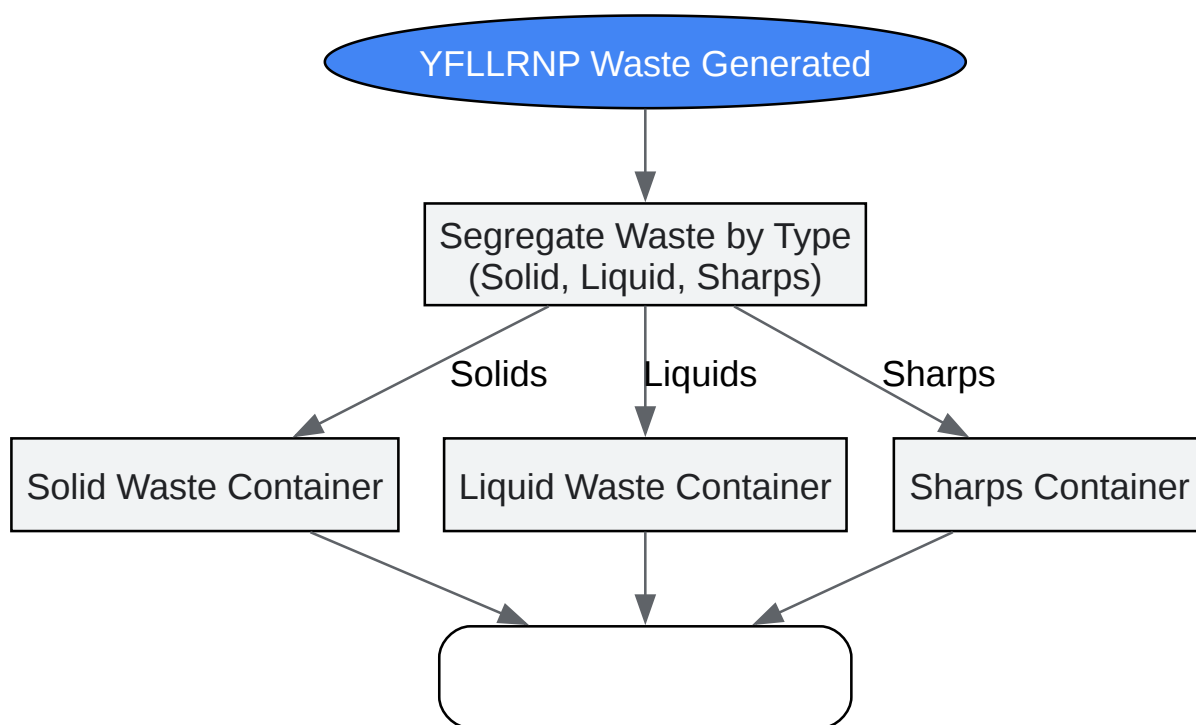 YFLLRNP Waste Generated
Segregate Waste by Type
(Solid, Liquid, Sharps)
Solids
Liquids
Sharps
Solid Waste Container
Liquid Waste Container
Sharps Container